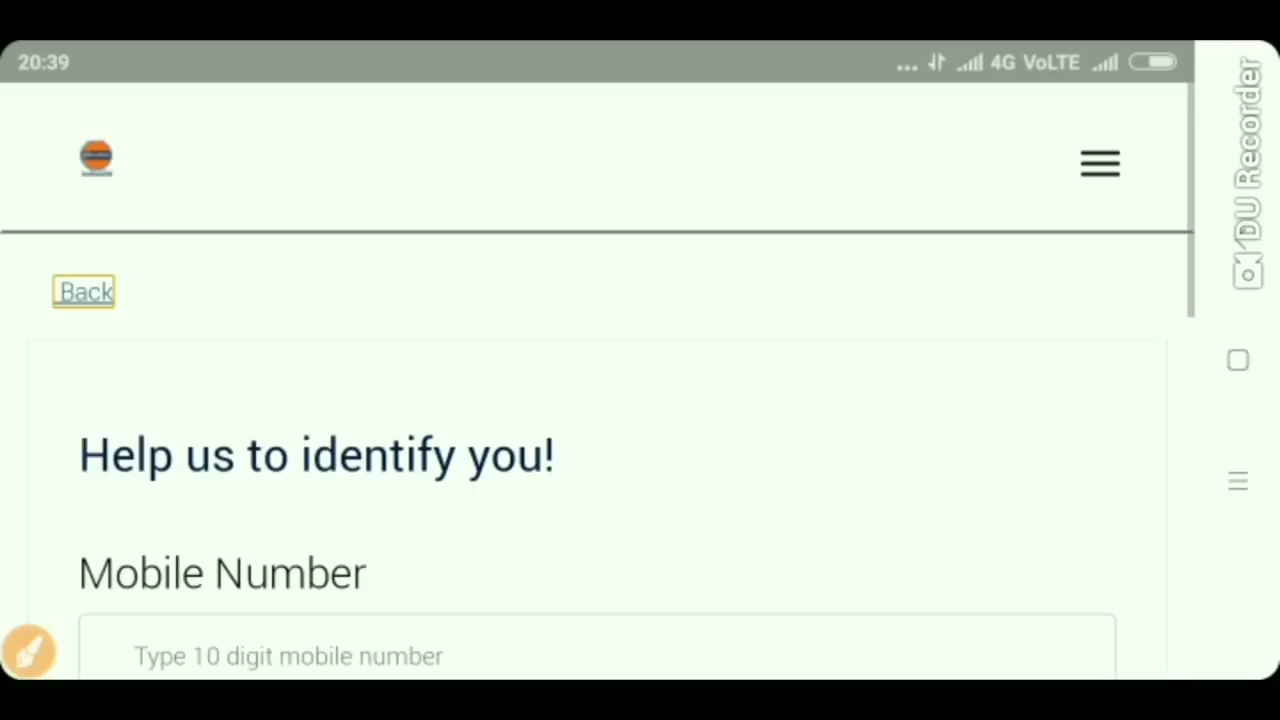 20:39
... 4G VoLTE
DU Recorder
Back
Help us to identify you!
Mobile Number
Type 10 digit mobile number